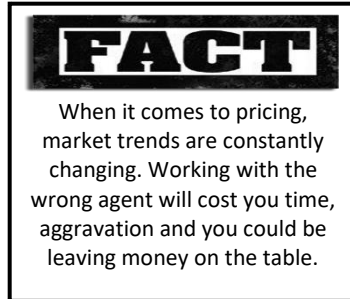 FACT
When it comes to pricing,
market trends are constantly
changing. Working with the
wrong agent will cost you time,
aggravation and you could be
leaving money on the table.